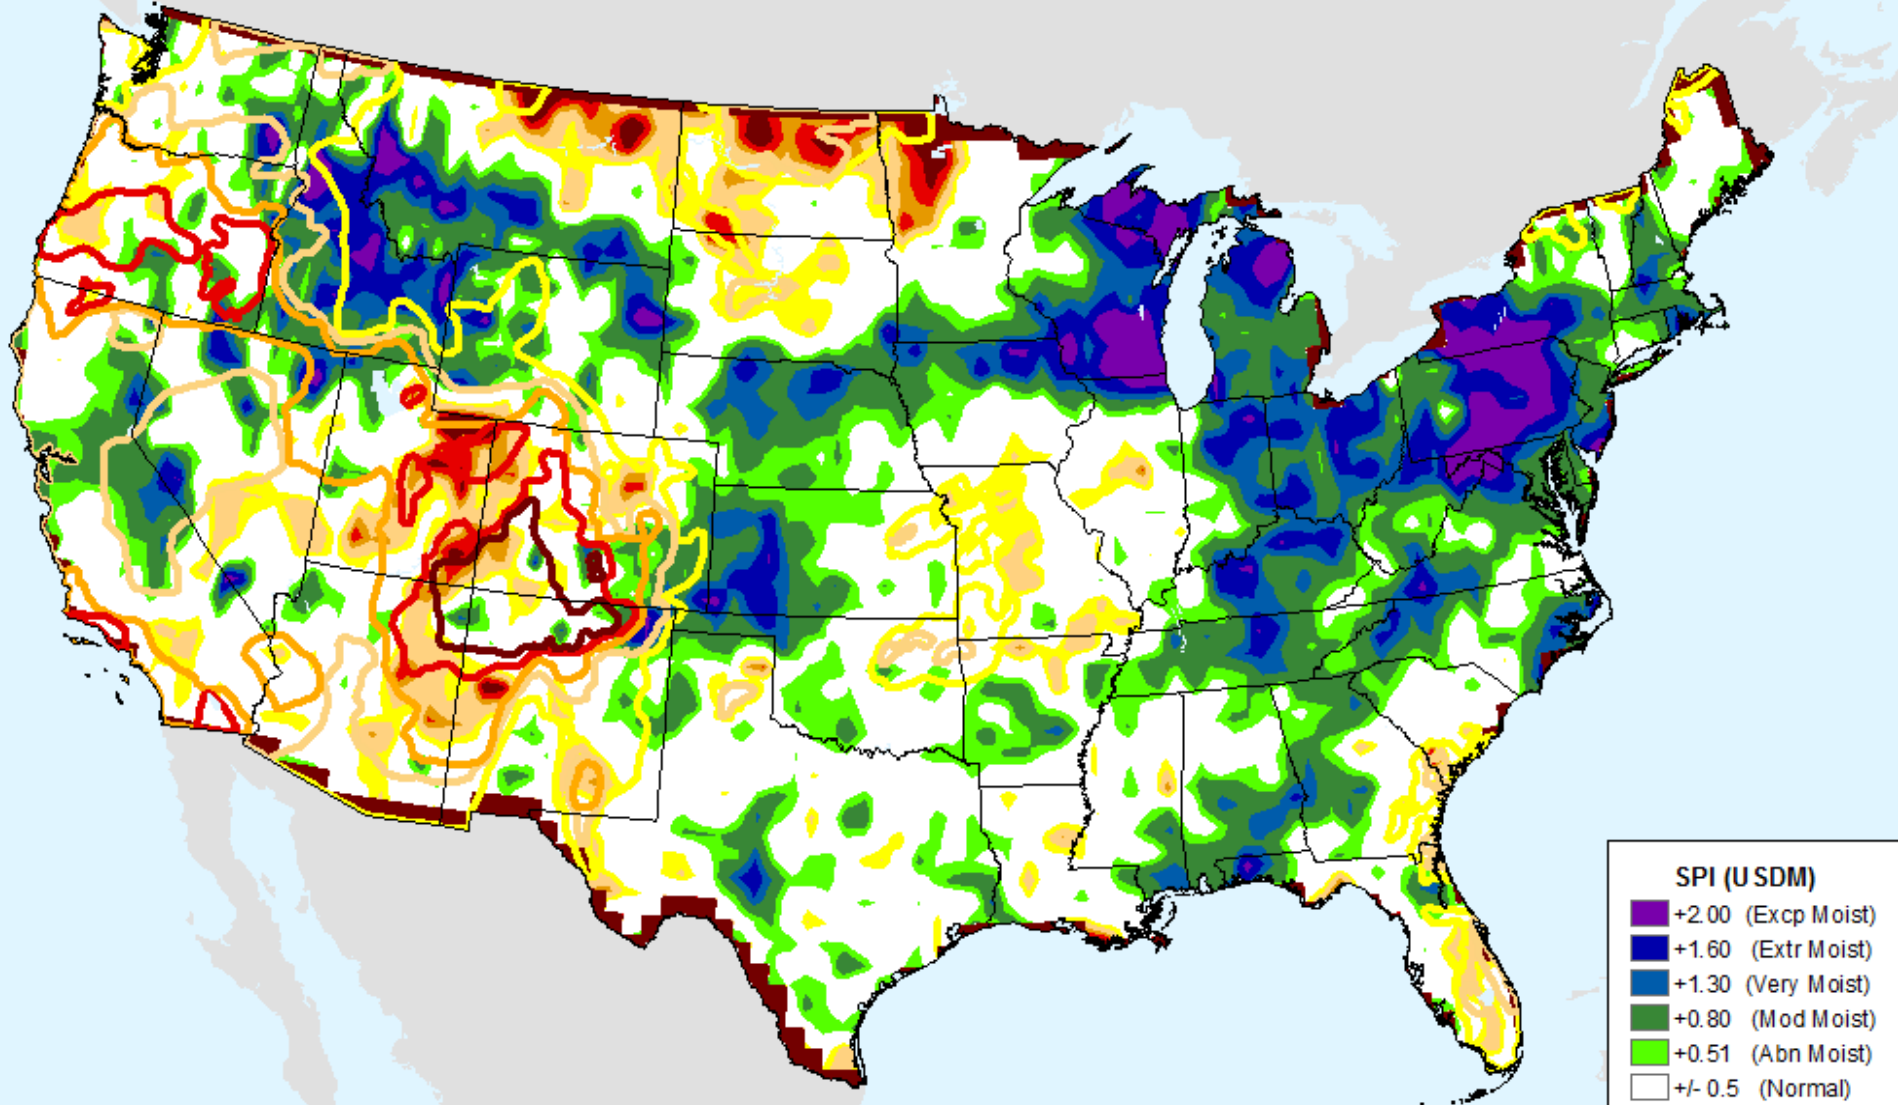 SPI (USDM)
+2.00 (Excp Moist)
+1.60 (Extr Moist)
+1.30 (Very Moist)
+0.80 (Mod Moist)
+0.51 (Abn Moist)
+/- 0.5 (Normal)